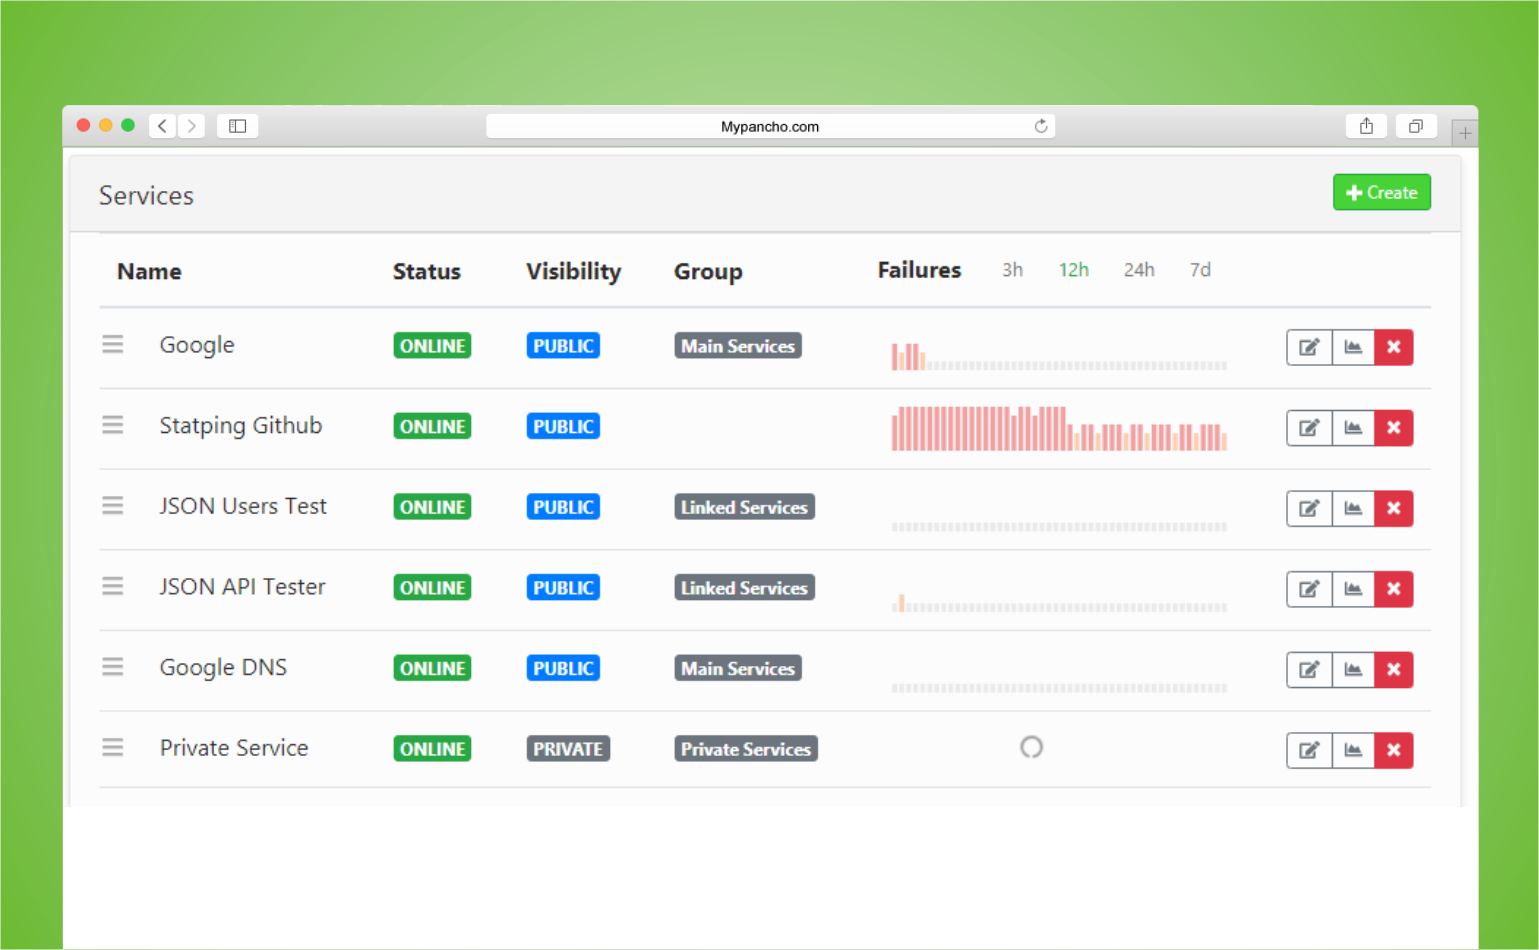 Mypancho.com
Services
Create
Name Status Visibility Group Failures 3h 12h 24h 7d
Google ONLINE PUBLIC Main Services
Statping Github ONLINE PUBLIC
JSON Users Test ONLINE PUBLIC Linked Services
JSON API Tester ONLINE PUBLIC Linked Services
Google DNS ONLINE PUBLIC Main Services
Private Service ONLINE PRIVATE Private Services